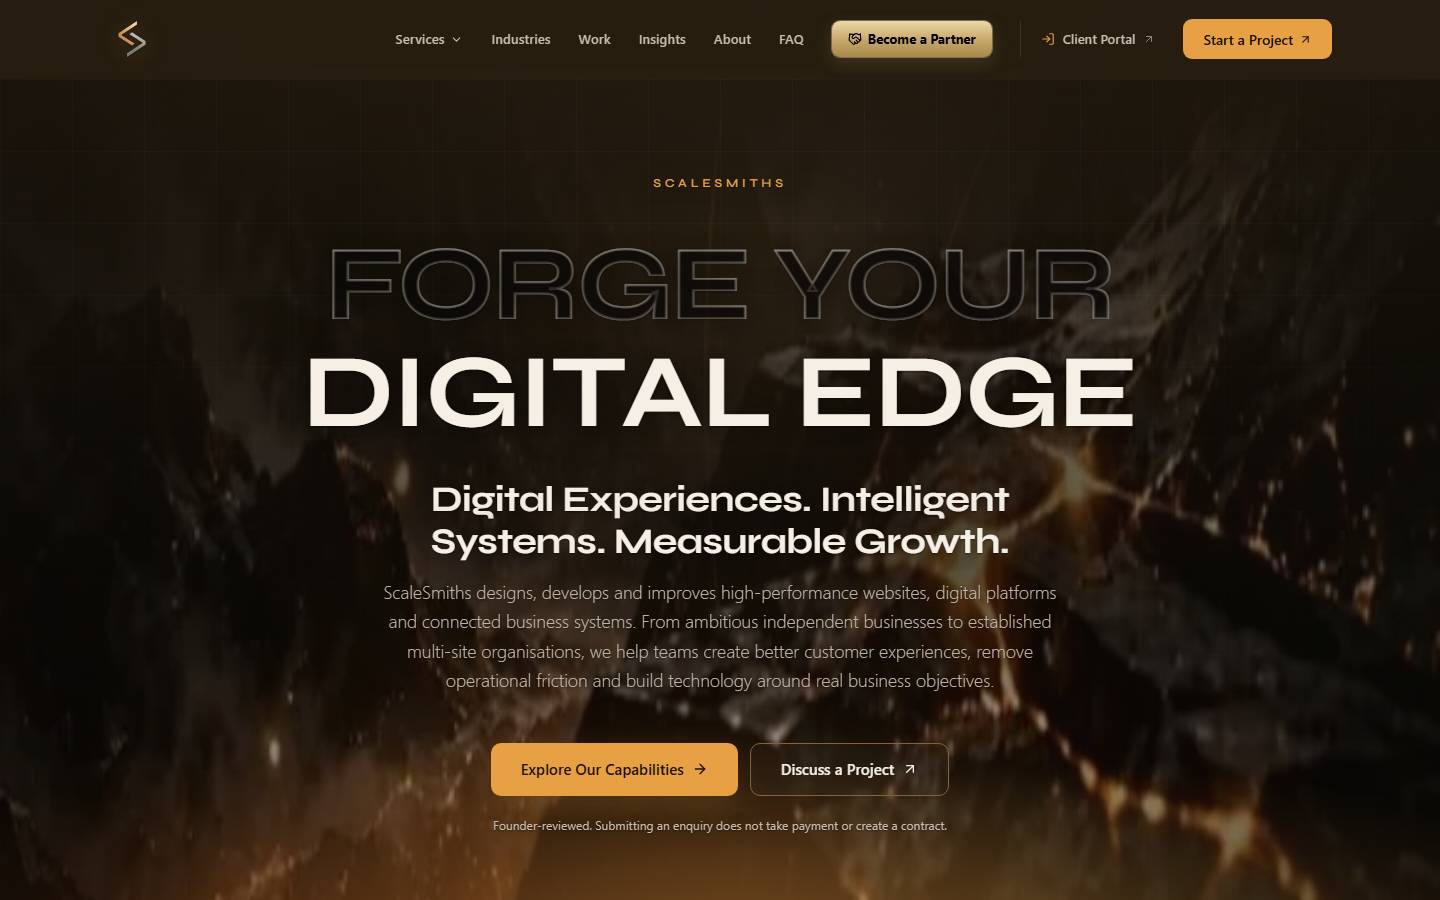 Services
Industries
Work
Insights
About
FAQ
Become a Partner
Client Portal
Start a Project
SCALESMITHS
FORGE YOUR
DIGITAL EDGE
Digital Experiences. Intelligent
Systems. Measurable Growth.
ScaleSmiths designs, develops and improves high-performance websites, digital platforms
and connected business systems. From ambitious independent businesses to established
multi-site organisations, we help teams create better customer experiences, remove
operational friction and build technology around real business objectives.
Explore Our Capabilities
Discuss a Project
Founder-reviewed. Submitting an enquiry does not take payment or create a contract.